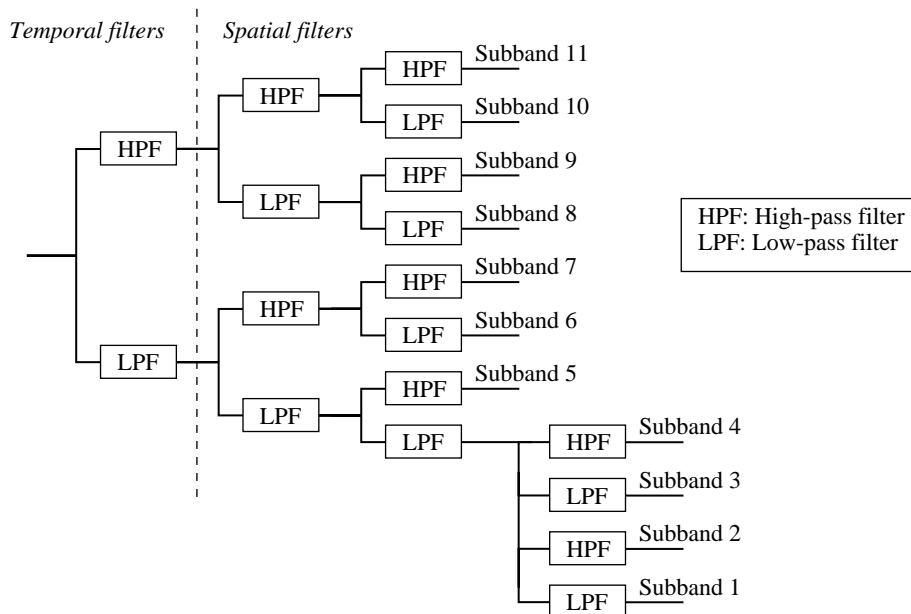 Temporal filters
Spatial filters
HPF
Subband 11
HPF
LPF
Subband 10
HPF
HPF
Subband 9
LPF
LPF
Subband 8
HPF: High-pass filter
LPF: Low-pass filter
HPF
Subband 7
HPF
LPF
Subband 6
LPF
HPF
Subband 5
LPF
LPF
HPF
Subband 4
LPF
Subband 3
HPF
Subband 2
LPF
Subband 1